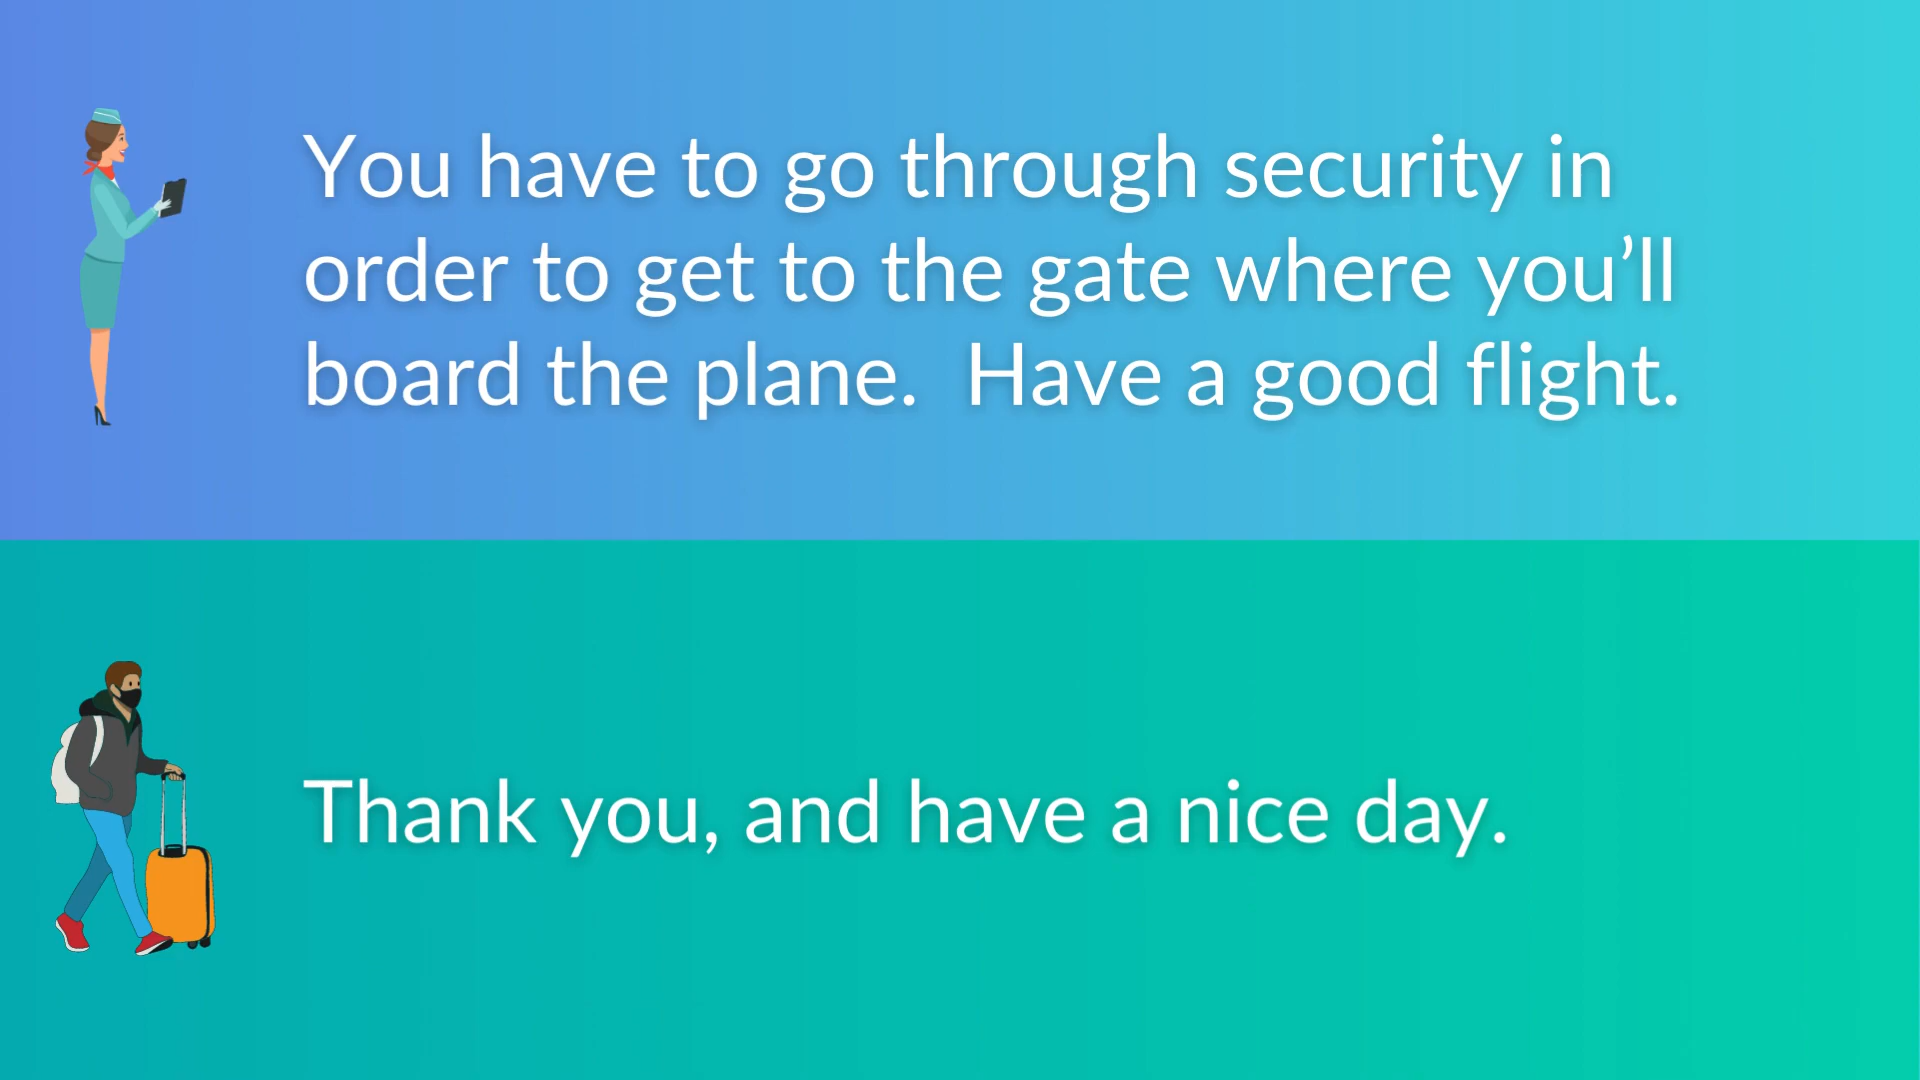 You have to go through security in
order to get to the gate where you’ll
board the plane.  Have a good flight.
Thank you, and have a nice day.